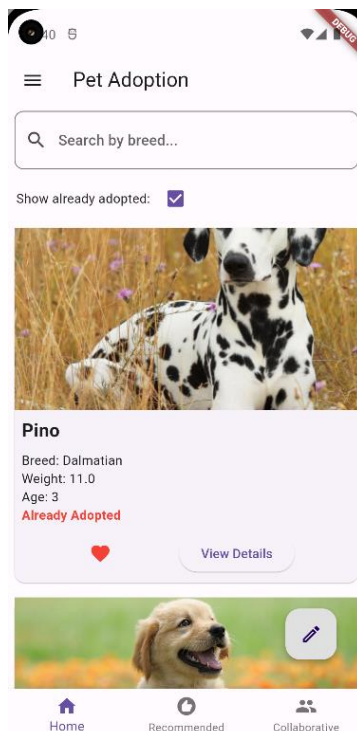 40
DEBUG
Pet Adoption
Search by breed...
Show already adopted:
Pino
Breed: Dalmatian
Weight: 11.0
Age: 3
Already Adopted
View Details
Home
Recommended
Collaborative